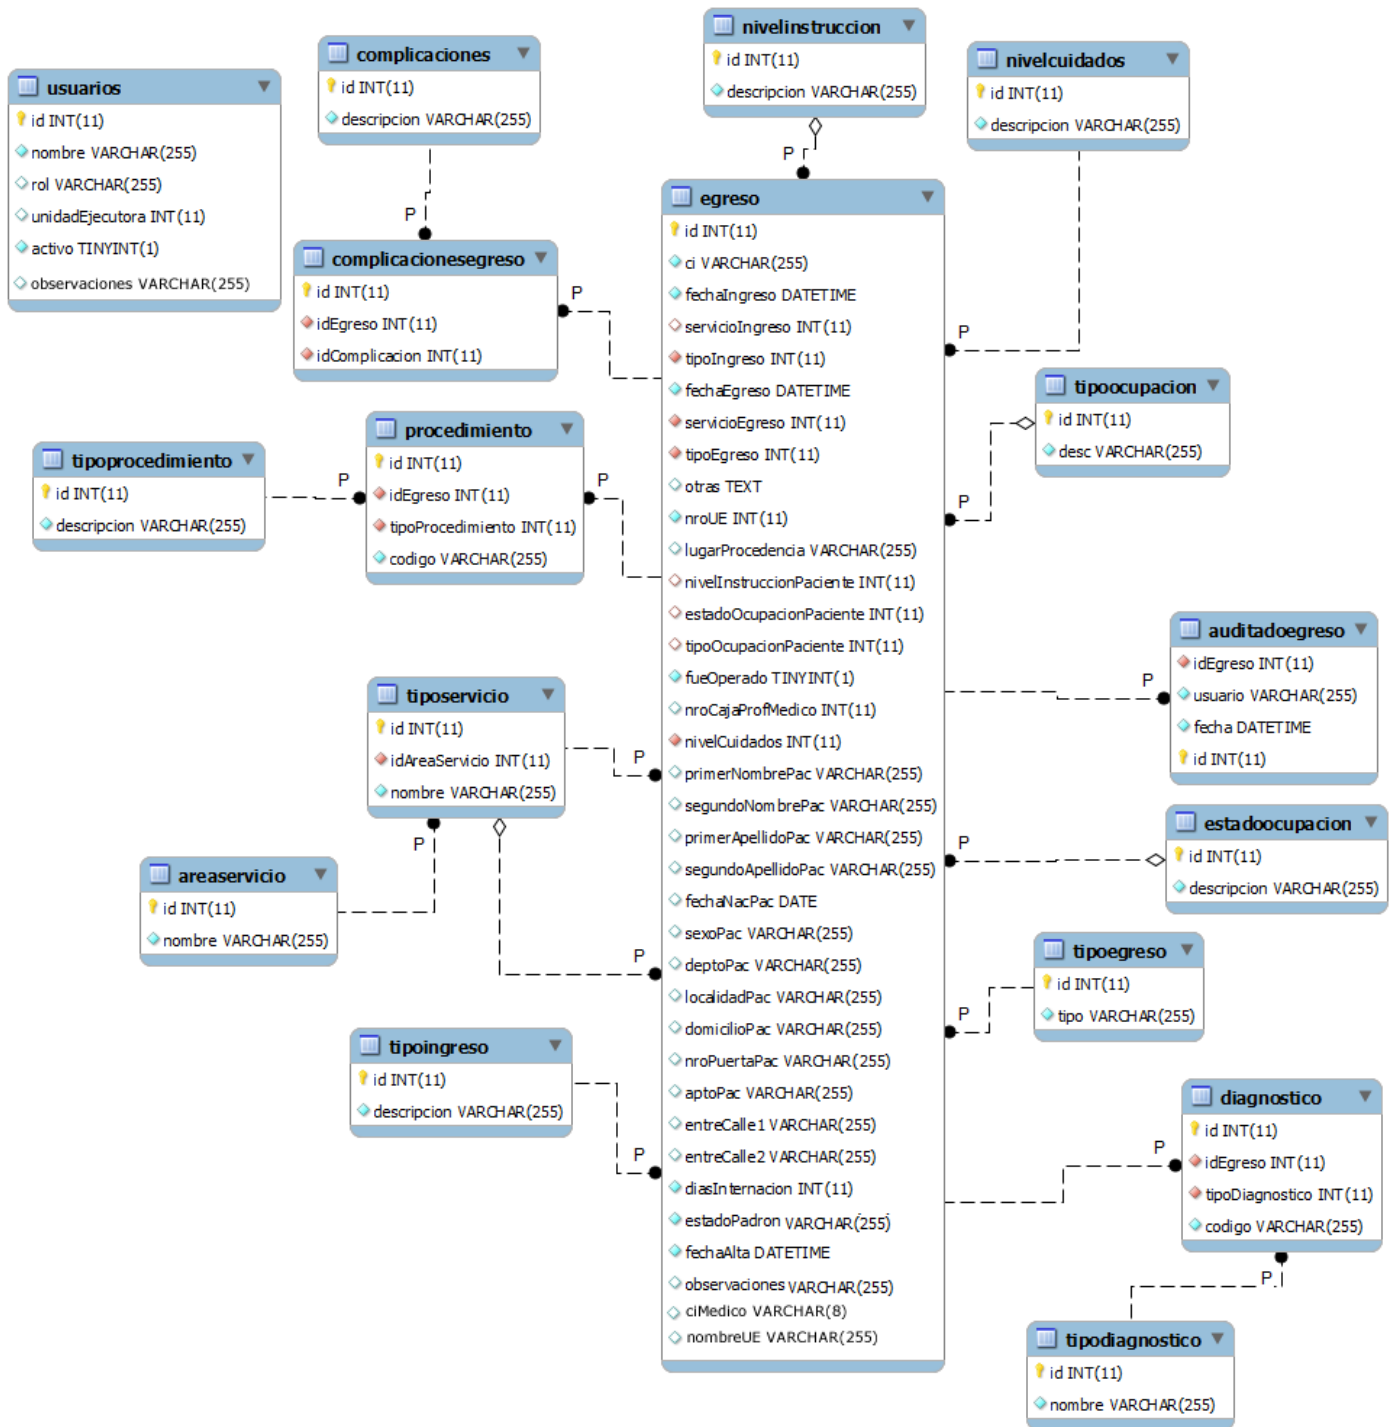 usuarios
id INT(11)
nombre VARCHAR(255)
rol VARCHAR(255)
unidadEjecutora INT(11)
activo TINYINT(1)
observaciones VARCHAR(255)
complicaciones
id INT(11)
descripcion VARCHAR(255)
P
complicacionesegreso
id INT(11)
idEgreso INT(11)
idComplicacion INT(11)
P
nivelinstruccion
id INT(11)
descripcion VARCHAR(255)
P
nivelcuidados
id INT(11)
descripcion VARCHAR(255)
P
tipoprocedimiento
id INT(11)
descripcion VARCHAR(255)
P
procedimiento
id INT(11)
idEgreso INT(11)
tipoProcedimiento INT(11)
codigo VARCHAR(255)
P
egreso
id INT(11)
ci VARCHAR(255)
fechaIngreso DATETIME
servicioIngreso INT(11)
tipoIngreso INT(11)
fechaEgreso DATETIME
servicioEgreso INT(11)
tipoEgreso INT(11)
otras TEXT
nroUE INT(11)
lugarProcedencia VARCHAR(255)
nivelInstruccionPaciente INT(11)
estadoOcupacionPaciente INT(11)
tipoOcupacionPaciente INT(11)
fueOperado TINYINT(1)
nroCajaProfMedico INT(11)
nivelCuidados INT(11)
primerNombrePac VARCHAR(255)
segundoNombrePac VARCHAR(255)
primerApellidoPac VARCHAR(255)
segundoApellidoPac VARCHAR(255)
fechaNacPac DATE
sexoPac VARCHAR(255)
deptoPac VARCHAR(255)
localidadPac VARCHAR(255)
domicilioPac VARCHAR(255)
nroPuertaPac VARCHAR(255)
aptoPac VARCHAR(255)
entreCalle1 VARCHAR(255)
entreCalle2 VARCHAR(255)
diasInternacion INT(11)
estadoPadron VARCHAR(255)
fechaAlta DATETIME
observaciones VARCHAR(255)
ciMedico VARCHAR(8)
nombreUE VARCHAR(255)
tipoocupacion
id INT(11)
desc VARCHAR(255)
P
auditadoegreso
idEgreso INT(11)
usuario VARCHAR(255)
fecha DATETIME
id INT(11)
P
tiposervicio
id INT(11)
idAreaServicio INT(11)
nombre VARCHAR(255)
P
P
P
areaservicio
id INT(11)
nombre VARCHAR(255)
estadoocupacion
id INT(11)
descripcion VARCHAR(255)
P
tipoegreso
id INT(11)
tipo VARCHAR(255)
P
tipoingreso
id INT(11)
descripcion VARCHAR(255)
P
diagnostico
id INT(11)
idEgreso INT(11)
tipoDiagnostico INT(11)
codigo VARCHAR(255)
P
P
tipodiagnostico
id INT(11)
nombre VARCHAR(255)